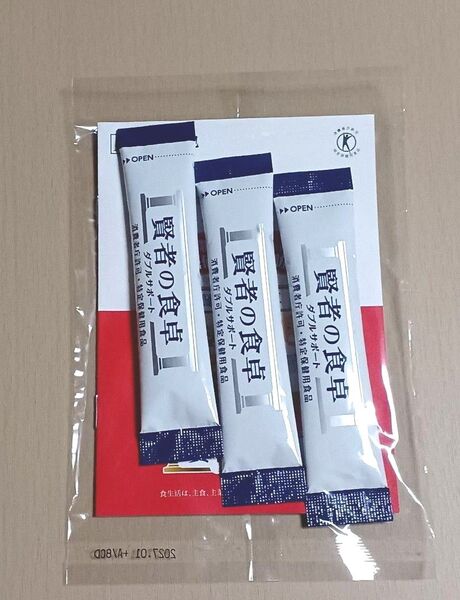 OPEN
賢者の食卓
ダブルサポート
消費者庁許可・特定保健用食品
OPEN
賢者の食卓
ダブルサポート
消費者庁許可・特定保健用食品
OPEN
賢者の食卓
ダブルサポート
消費者庁許可・特定保健用食品
食生活は、主食、主
2027.01 +A/BCD